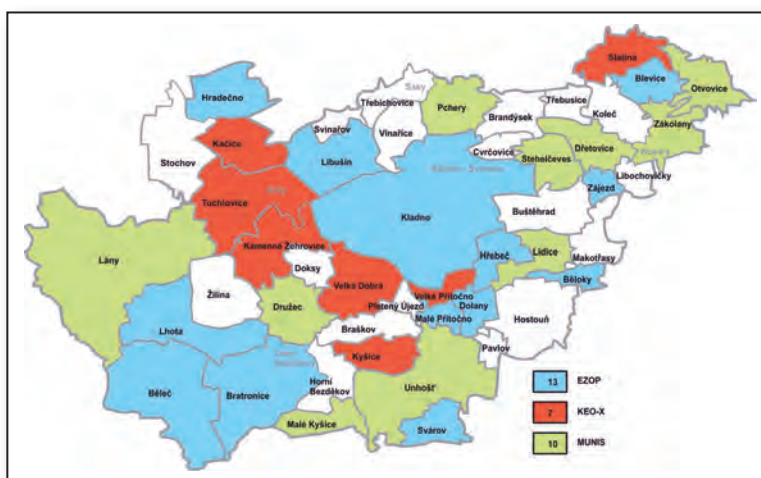 Slatina
Blevice
Otvovice
Hradečno
Saky
Třebichovice
Pchery
Třebusice
Koleč
Brandýsek
Svinařov
Vinařice
Zákolany
Kačice
Libušín
Cvrčovice
Dřetovice
Stehelčeves
Stochov
Libochovičky
Zájezd
Tuchlovice
Kladno
Buštěhrad
Kamenné Žehrovice
Hřebeč
Lidice
Makotřasy
Lány
Doksy
Běloky
Velká Dobrá
Velké Přítočno
Žilina
Družec
Pletený Újezd
Dolany
Hostouň
Malé Přítočno
Braškov
Lhota
Pavlov
Kyšice
Horní
Bezděkov
Unhošť
Běleč
Bratronice
Malé Kyšice
Svárov
13 EZOP
7 KEO-X
10 MUNIS